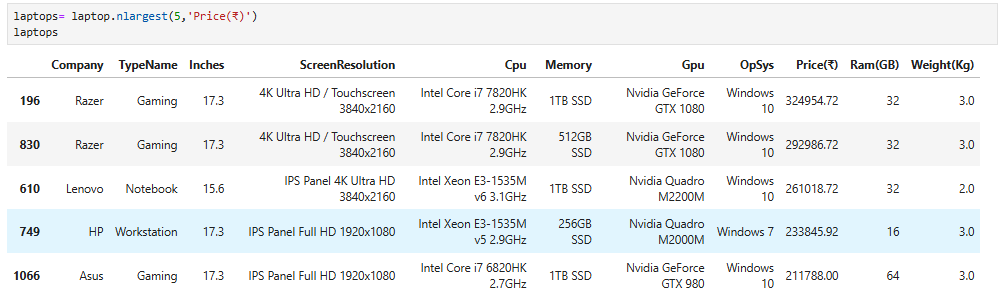 laptops= laptop.nlargest(5,'Price(₹)')
laptops
Company TypeName Inches ScreenResolution Cpu Memory Gpu OpSys Price(₹) Ram(GB) Weight(Kg)
196 Razer Gaming 17.3 4K Ultra HD / Touchscreen 3840x2160 Intel Core i7 7820HK 2.9GHz 1TB SSD Nvidia GeForce GTX 1080 Windows 10 324954.72 32 3.0
830 Razer Gaming 17.3 4K Ultra HD / Touchscreen 3840x2160 Intel Core i7 7820HK 2.9GHz 512GB SSD Nvidia GeForce GTX 1080 Windows 10 292986.72 32 3.0
610 Lenovo Notebook 15.6 IPS Panel 4K Ultra HD 3840x2160 Intel Xeon E3-1535M v6 3.1GHz 1TB SSD Nvidia Quadro M2200M Windows 10 261018.72 32 2.0
749 HP Workstation 17.3 IPS Panel Full HD 1920x1080 Intel Xeon E3-1535M v5 2.9GHz 256GB SSD Nvidia Quadro M2000M Windows 7 233845.92 16 3.0
1066 Asus Gaming 17.3 IPS Panel Full HD 1920x1080 Intel Core i7 6820HK 2.7GHz 1TB SSD Nvidia GeForce GTX 980 Windows 10 211788.00 64 3.0